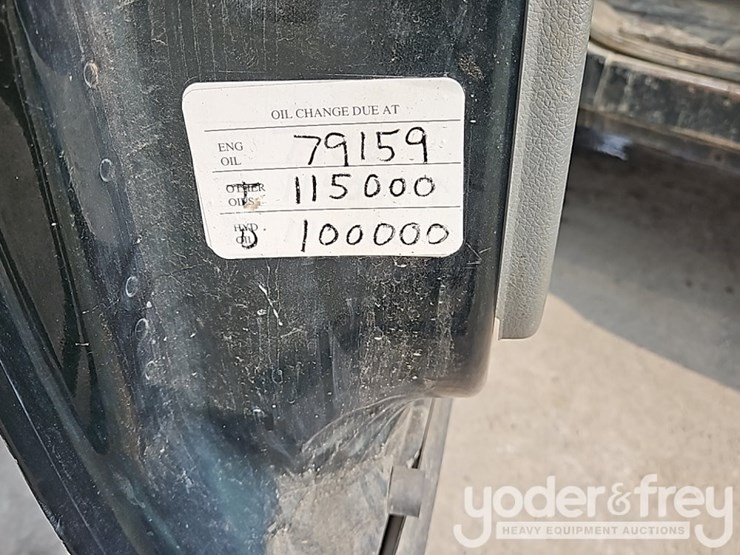 OIL CHANGE DUE AT
ENG OIL 79159
OTHER OILS T 115000
HYD OIL D 100000
yoder&frey
HEAVY EQUIPMENT AUCTIONS